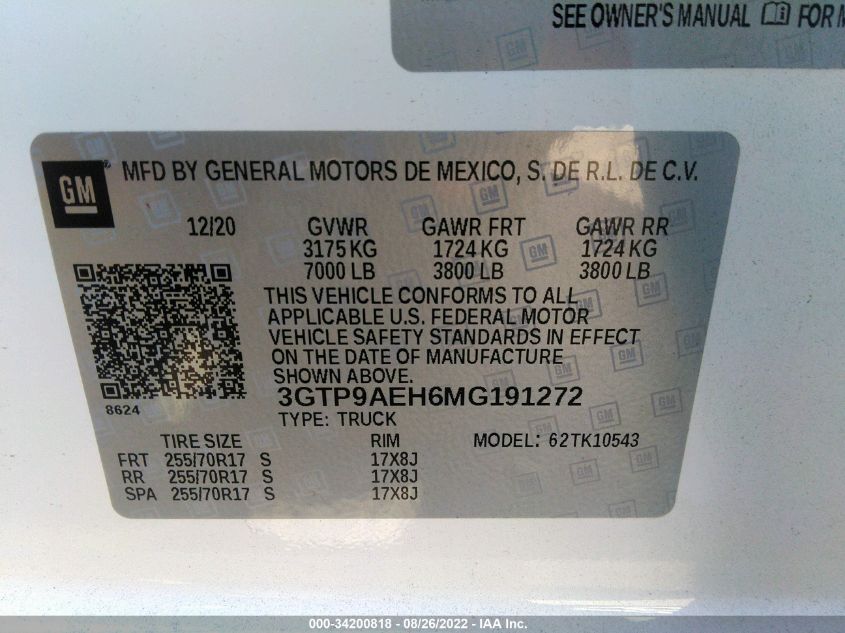 SEE OWNER'S MANUAL FOR
GM MFD BY GENERAL MOTORS DE MEXICO, S. DE R.L. DE C.V.
12/20 GVWR GAWR FRT GAWR RR
3175 KG 1724 KG 1724 KG
7000 LB 3800 LB 3800 LB
THIS VEHICLE CONFORMS TO ALL
APPLICABLE U.S. FEDERAL MOTOR
VEHICLE SAFETY STANDARDS IN EFFECT
ON THE DATE OF MANUFACTURE
SHOWN ABOVE.
3GTP9AEH6MG191272
8624
TYPE: TRUCK
TIRE SIZE RIM MODEL: 62TK10543
FRT 255/70R17 S 17X8J
RR 255/70R17 S 17X8J
SPA 255/70R17 S 17X8J
000-34200818 - 08/26/2022 - IAA Inc.